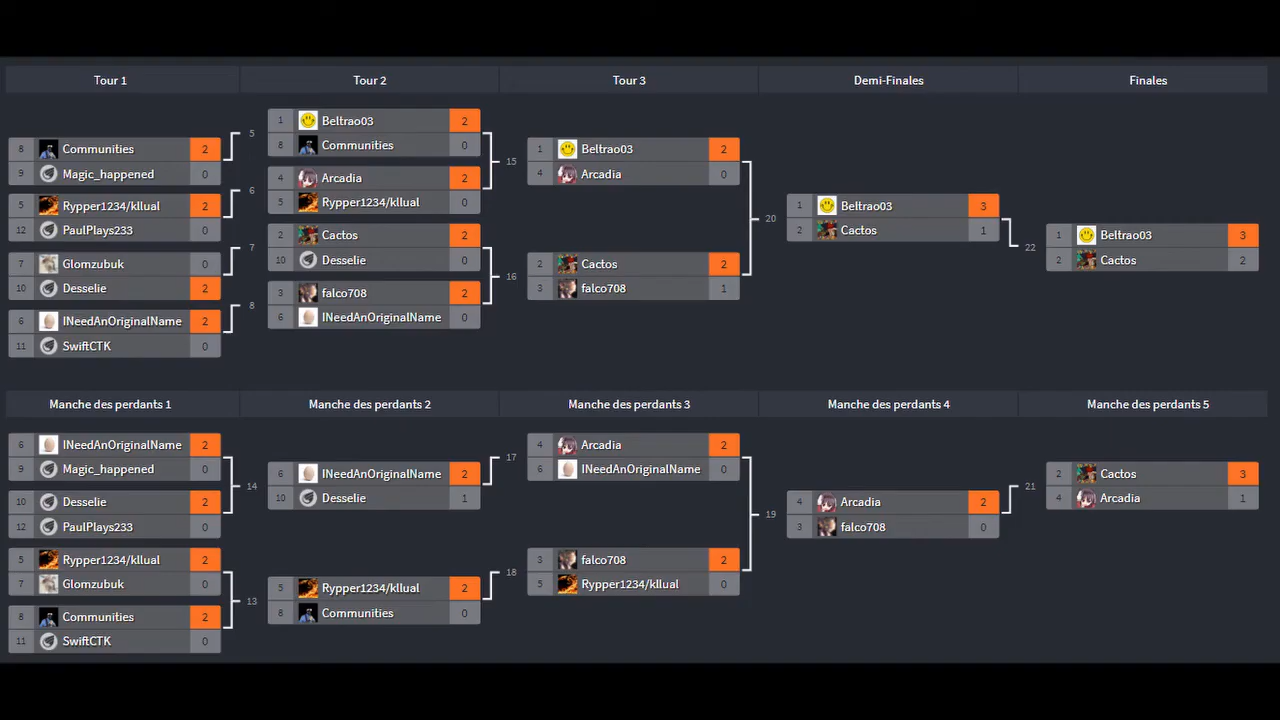 Tour 1 Tour 2 Tour 3 Demi-Finales Finales
8 Communities 2
9 Magic_happened 0
5
5 Rypper1234/kllual 2
12 PaulPlays233 0
6
7 Glomzubuk 0
10 Desselie 2
7
6 INeedAnOriginalName 2
11 SwiftCTK 0
8
1 Beltrao03 2
8 Communities 0
4 Arcadia 2
5 Rypper1234/kllual 0
15
2 Cactos 2
10 Desselie 0
3 falco708 2
6 INeedAnOriginalName 0
16
1 Beltrao03 2
4 Arcadia 0
2 Cactos 2
3 falco708 1
20
1 Beltrao03 3
2 Cactos 1
22
1 Beltrao03 3
2 Cactos 2
Manche des perdants 1 Manche des perdants 2 Manche des perdants 3 Manche des perdants 4 Manche des perdants 5
6 INeedAnOriginalName 2
9 Magic_happened 0
10 Desselie 2
12 PaulPlays233 0
14
5 Rypper1234/kllual 2
7 Glomzubuk 0
8 Communities 2
11 SwiftCTK 0
13
6 INeedAnOriginalName 2
10 Desselie 1
17
5 Rypper1234/kllual 2
8 Communities 0
18
4 Arcadia 2
6 INeedAnOriginalName 0
3 falco708 2
5 Rypper1234/kllual 0
19
4 Arcadia 2
3 falco708 0
21
2 Cactos 3
4 Arcadia 1